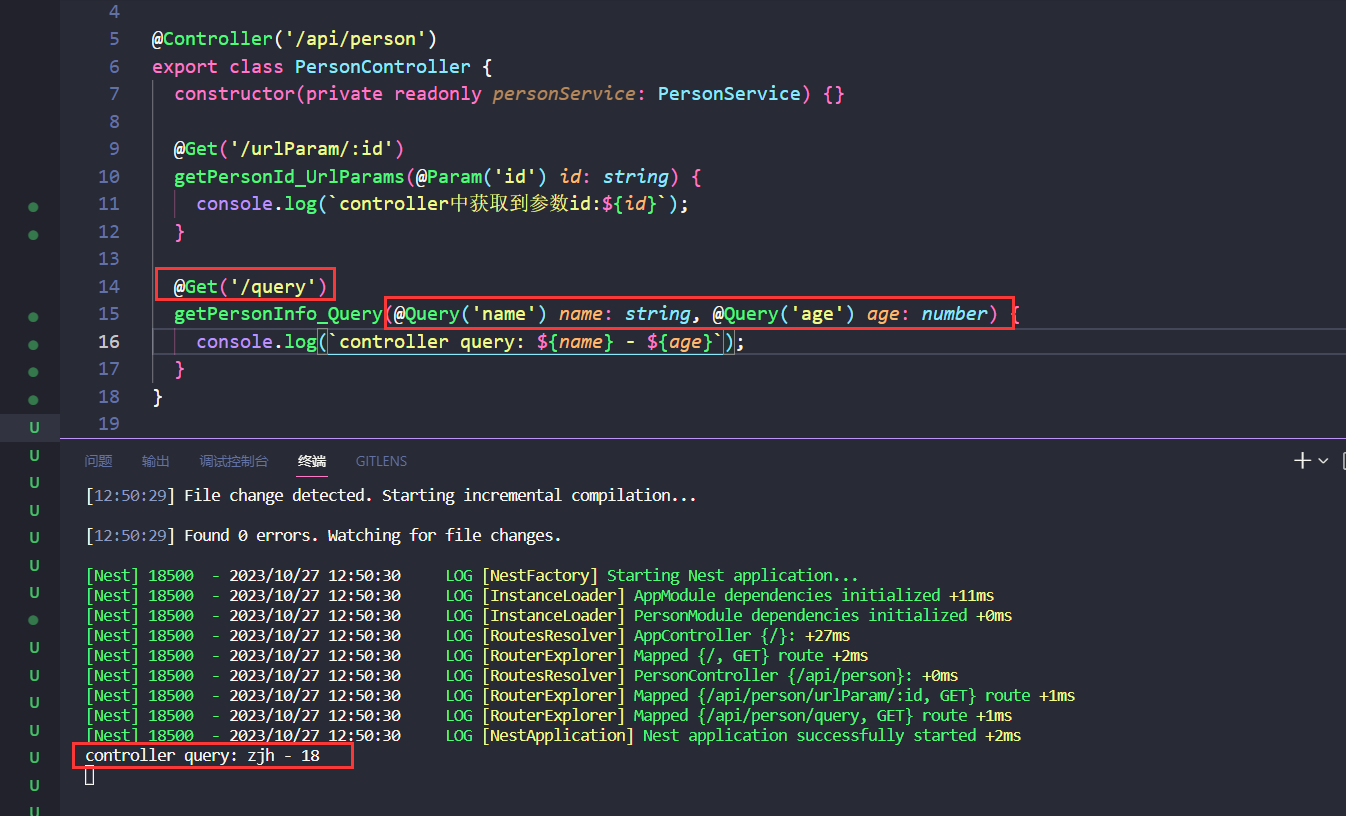 4
5 @Controller('/api/person')
6 export class PersonController {
7 constructor(private readonly personService: PersonService) {}
8
9 @Get('/urlParam/:id')
10 getPersonId_UrlParams(@Param('id') id: string) {
11 console.log(`controller中获取到参数id:${id}`);
12 }
13
14 @Get('/query')
15 getPersonInfo_Query(@Query('name') name: string, @Query('age') age: number) {
16 console.log(`controller query: ${name} - ${age}`);
17 }
18 }
19
U
问题 输出 调试控制台 终端 GITLENS
U
[12:50:29] File change detected. Starting incremental compilation...
U
U
[12:50:29] Found 0 errors. Watching for file changes.
U
U
[Nest] 18500 - 2023/10/27 12:50:30 LOG [NestFactory] Starting Nest application...
U
[Nest] 18500 - 2023/10/27 12:50:30 LOG [InstanceLoader] AppModule dependencies initialized +11ms
[Nest] 18500 - 2023/10/27 12:50:30 LOG [InstanceLoader] PersonModule dependencies initialized +0ms
[Nest] 18500 - 2023/10/27 12:50:30 LOG [RoutesResolver] AppController {/}: +27ms
U
[Nest] 18500 - 2023/10/27 12:50:30 LOG [RouterExplorer] Mapped {/, GET} route +2ms
U
[Nest] 18500 - 2023/10/27 12:50:30 LOG [RoutesResolver] PersonController {/api/person}: +0ms
[Nest] 18500 - 2023/10/27 12:50:30 LOG [RouterExplorer] Mapped {/api/person/urlParam/:id, GET} route +1ms
U
[Nest] 18500 - 2023/10/27 12:50:30 LOG [RouterExplorer] Mapped {/api/person/query, GET} route +1ms
U
[Nest] 18500 - 2023/10/27 12:50:30 LOG [NestApplication] Nest application successfully started +2ms
U
controller query: zjh - 18
U
U